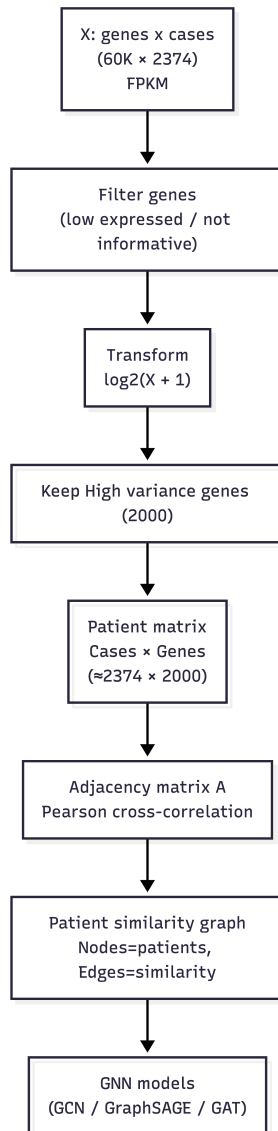 X: genes x cases
(60K × 2374)
FPKM
Filter genes
(low expressed / not
informative)
Transform
log2(X + 1)
Keep High variance genes
(2000)
Patient matrix
Cases × Genes
(≈2374 × 2000)
Adjacency matrix A
Pearson cross-correlation
Patient similarity graph
Nodes=patients,
Edges=similarity
GNN models
(GCN / GraphSAGE / GAT)